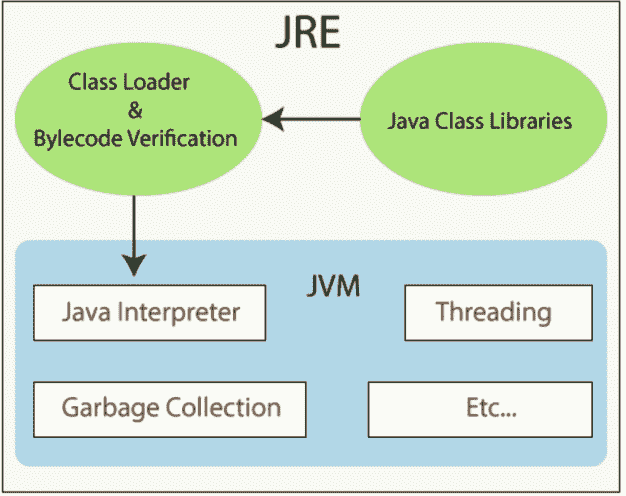 JRE
Class Loader
&
Bylecode Verification
Java Class Libraries
JVM
Java Interpreter
Threading
Garbage Collection
Etc...